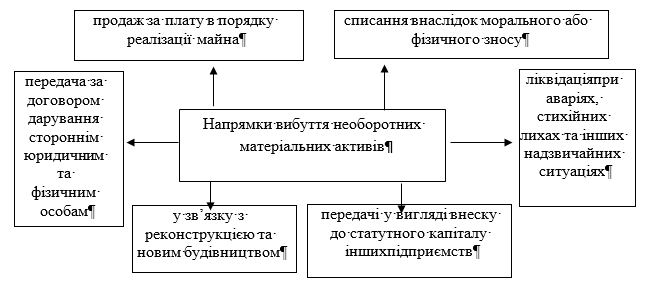 продаж·за·плату·в·порядку·
реалізації·майна¶
списання·внаслідок·морального·або·
фізичного·зносу¶
передача·за·
договором·
дарування·
стороннім·
юридичним·
та·
фізичним·
особам¶
Напрямки·вибуття·необоротних·
матеріальних·активів¶
ліквідаціяпри·
аваріях,·
стихійних·
лихах·та·інших·
надзвичайних·
ситуаціях¶
у·зв’язку·з·
реконструкцією·та·
новим·будівництвом¶
передачі·у·вигляді·внеску·
до·статутного·капіталу·
іншихпідприємств¶